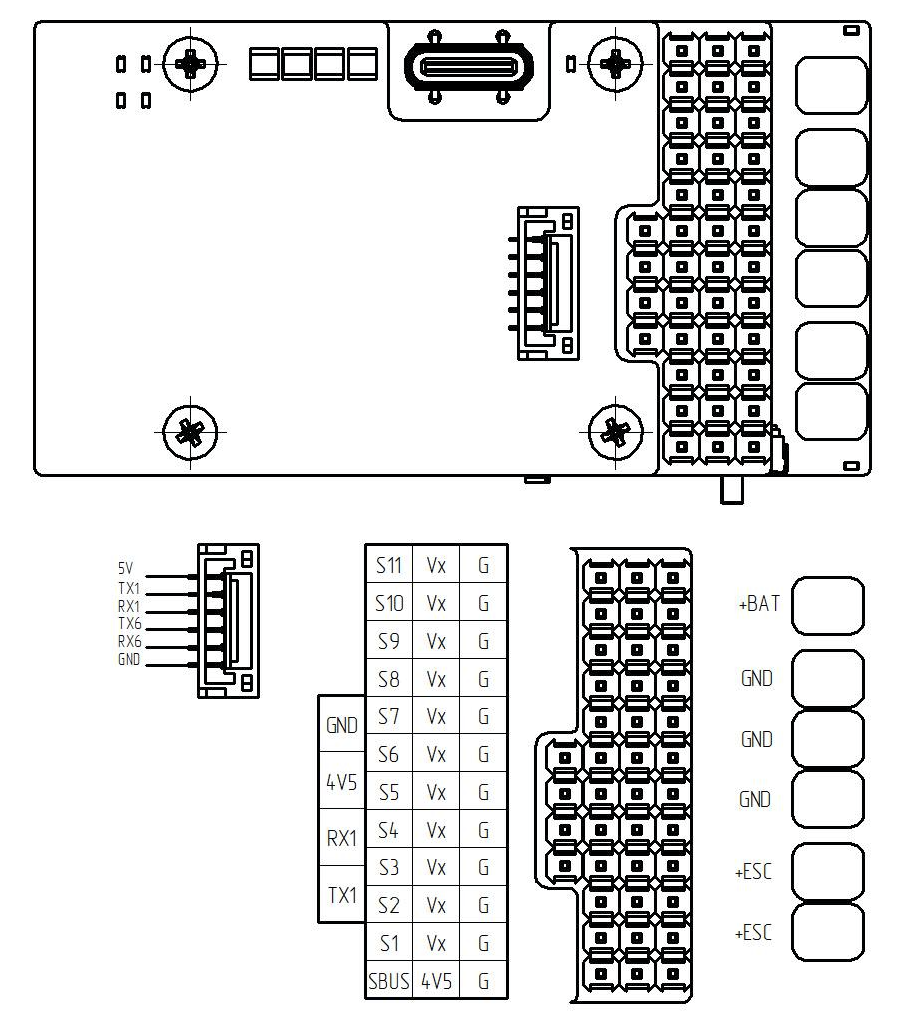 5V
TX1
RX1
TX6
RX6
GND
GND
4V5
RX1
TX1
S11 Vx G
S10 Vx G
S9 Vx G
S8 Vx G
S7 Vx G
S6 Vx G
S5 Vx G
S4 Vx G
S3 Vx G
S2 Vx G
S1 Vx G
SBUS 4V5 G
+BAT
GND
GND
GND
+ESC
+ESC